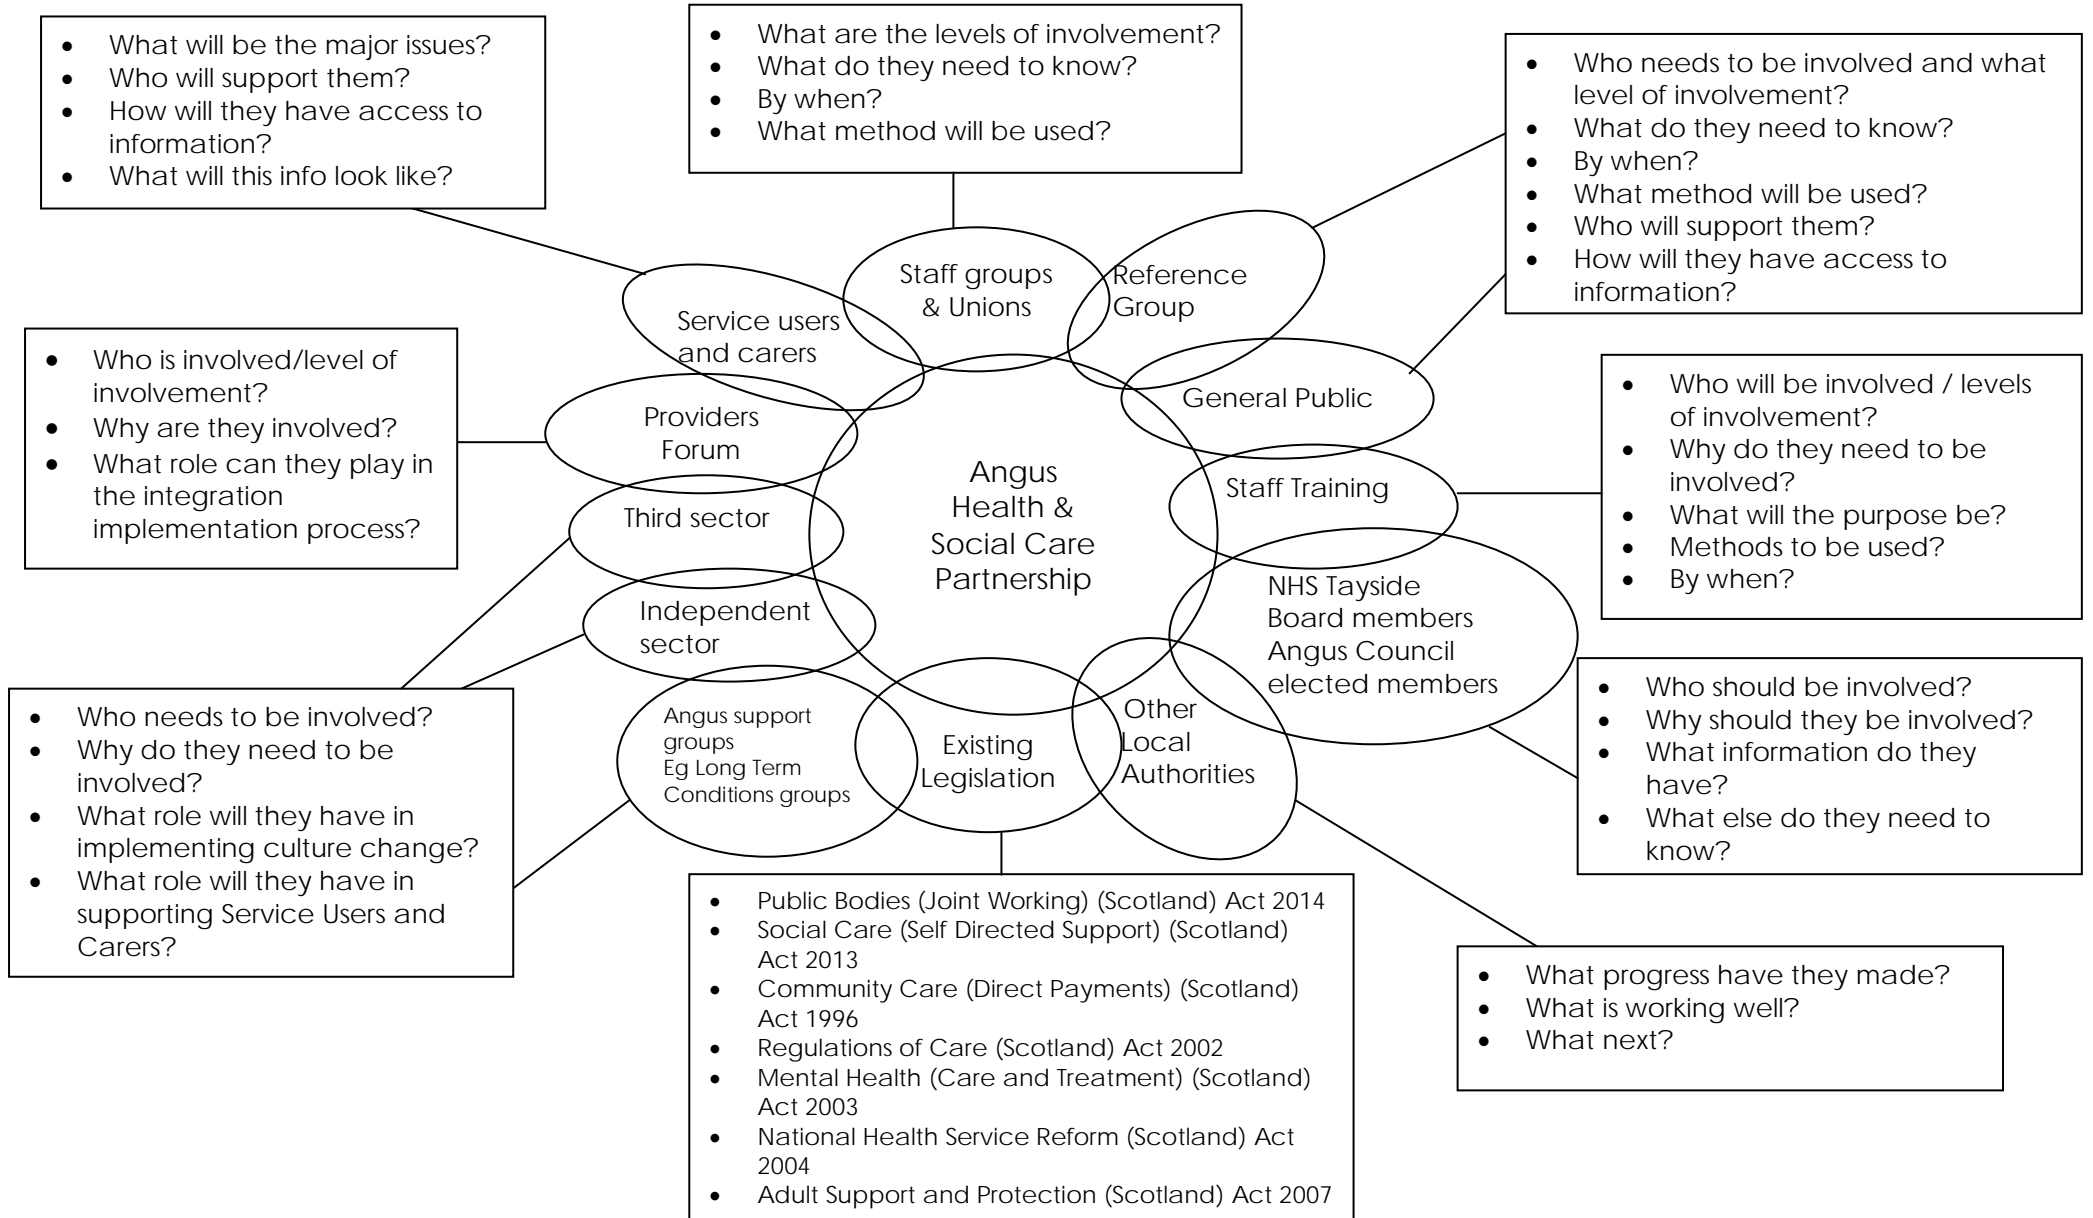 • What will be the major issues?
• Who will support them?
• How will they have access to
information?
• What will this info look like?
• What are the levels of involvement?
• What do they need to know?
• By when?
• What method will be used?
• Who needs to be involved and what
level of involvement?
• What do they need to know?
• By when?
• What method will be used?
• Who will support them?
• How will they have access to
information?
Staff groups
& Unions
Reference
Group
Service users
and carers
General Public
• Who is involved/level of
involvement?
• Why are they involved?
• What role can they play in
the integration
implementation process?
Providers
Forum
• Who will be involved / levels
of involvement?
• Why do they need to be
involved?
• What will the purpose be?
• Methods to be used?
• By when?
Angus
Health &
Social Care
Partnership
Staff Training
Third sector
Independent
sector
NHS Tayside
Board members
Angus Council
elected members
• Who needs to be involved?
• Why do they need to be
involved?
• What role will they have in
implementing culture change?
• What role will they have in
supporting Service Users and
Carers?
Angus support
groups
Eg Long Term
Conditions groups
Existing
Legislation
Other
Local
Authorities
• Who should be involved?
• Why should they be involved?
• What information do they
have?
• What else do they need to
know?
• Public Bodies (Joint Working) (Scotland) Act 2014
• Social Care (Self Directed Support) (Scotland)
Act 2013
• Community Care (Direct Payments) (Scotland)
Act 1996
• Regulations of Care (Scotland) Act 2002
• Mental Health (Care and Treatment) (Scotland)
Act 2003
• National Health Service Reform (Scotland) Act
2004
• Adult Support and Protection (Scotland) Act 2007
• What progress have they made?
• What is working well?
• What next?